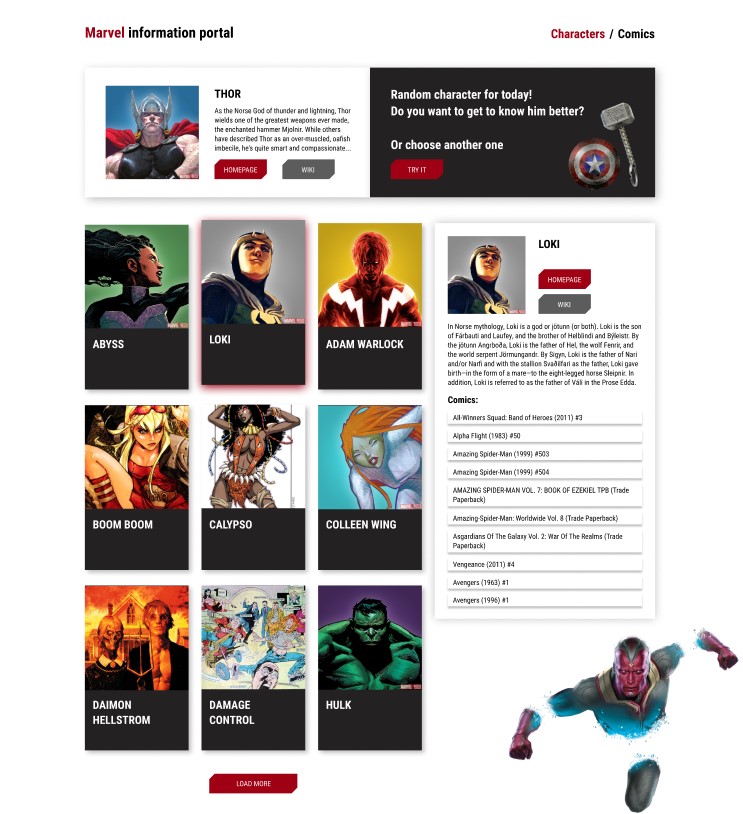 Marvel information portal
Characters / Comics
THOR
As the Norse God of thunder and lightning, Thor
wields one of the greatest weapons ever made,
the enchanted hammer Mjolnir. While others
have described Thor as an over-muscled, oafish
imbecile, he's quite smart and compassionate...
HOMEPAGE
WIKI
Random character for today!
Do you want to get to know him better?
Or choose another one
TRY IT
ABYSS
LOKI
ADAM WARLOCK
BOOM BOOM
CALYPSO
COLLEEN WING
DAIMON
HELLSTROM
DAMAGE
CONTROL
HULK
LOAD MORE
LOKI
HOMEPAGE
WIKI
In Norse mythology, Loki is a god or jötunn (or both). Loki is the son
of Fárbauti and Laufey, and the brother of Helblindi and Býleistr. By
the jötunn Angrboða, Loki is the father of Hel, the wolf Fenrir, and
the world serpent Jörmungandr. By Sigyn, Loki is the father of Nari
and/or Narfi and with the stallion Svaðilfari as the father, Loki gave
birth—in the form of a mare—to the eight-legged horse Sleipnir. In
addition, Loki is referred to as the father of Váli in the Prose Edda.
Comics:
All-Winners Squad: Band of Heroes (2011) #3
Alpha Flight (1983) #50
Amazing Spider-Man (1999) #503
Amazing Spider-Man (1999) #504
AMAZING SPIDER-MAN VOL. 7: BOOK OF EZEKIEL TPB (Trade
Paperback)
Amazing-Spider-Man: Worldwide Vol. 8 (Trade Paperback)
Asgardians Of The Galaxy Vol. 2: War Of The Realms (Trade
Paperback)
Vengeance (2011) #4
Avengers (1963) #1
Avengers (1996) #1